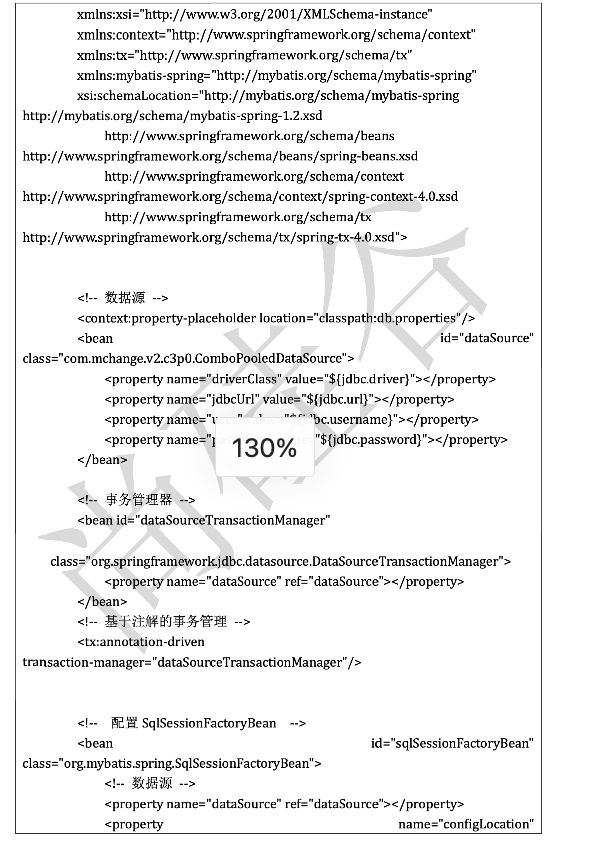 xmlns:xsi="http://www.w3.org/2001/XMLSchema-instance"
xmlns:context="http://www.springframework.org/schema/context"
xmlns:tx="http://www.springframework.org/schema/tx"
xmlns:mybatis-spring="http://mybatis.org/schema/mybatis-spring"
xsi:schemaLocation="http://mybatis.org/schema/mybatis-spring
http://mybatis.org/schema/mybatis-spring-1.2.xsd
http://www.springframework.org/schema/beans
http://www.springframework.org/schema/beans/spring-beans.xsd
http://www.springframework.org/schema/context
http://www.springframework.org/schema/context/spring-context-4.0.xsd
http://www.springframework.org/schema/tx
http://www.springframework.org/schema/tx/spring-tx-4.0.xsd">
<!-- 数据源 -->
<context:property-placeholder location="classpath:db.properties"/>
<bean id="dataSource"
class="com.mchange.v2.c3p0.ComboPooledDataSource">
<property name="driverClass" value="${jdbc.driver}"></property>
<property name="jdbcUrl" value="${jdbc.url}"></property>
<property name= bc.username}"></property>
<property name= "${jdbc.password}"></property>
130%
</bean>
<!-- 事务管理器 -->
<bean id="dataSourceTransactionManager"
class="org.springframework.jdbc.datasource.DataSourceTransactionManager">
<property name="dataSource" ref="dataSource"></property>
</bean>
<!-- 基于注解的事务管理 -->
<tx:annotation-driven
transaction-manager="dataSourceTransactionManager"/>
<!-- 配置 SqlSessionFactoryBean -->
<bean id="sqlSessionFactoryBean"
class="org.mybatis.spring.SqlSessionFactoryBean">
<!-- 数据源 -->
<property name="dataSource" ref="dataSource"></property>
<property name="configLocation"
尚硅谷